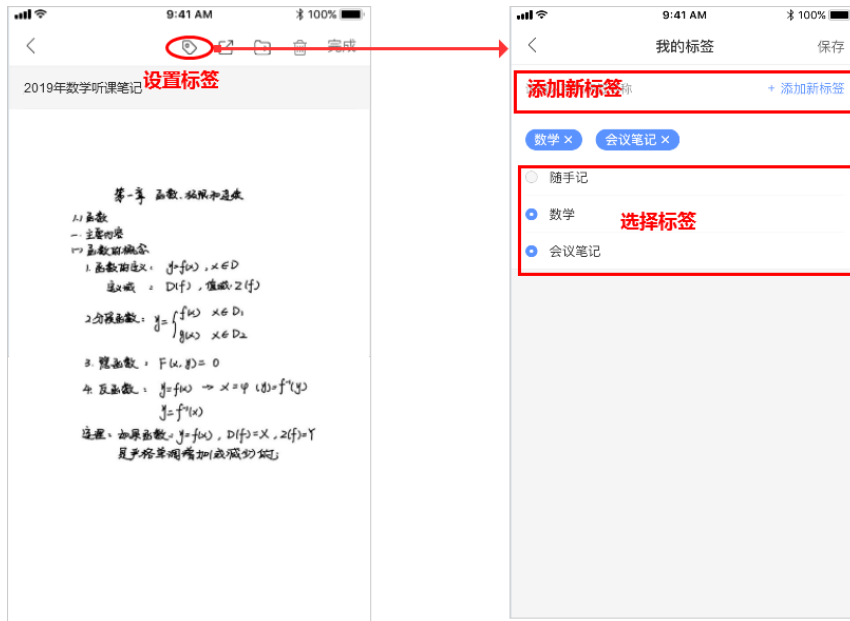 9:41 AM
100%
完成
设置标签
2019年数学听课笔记
第一章 函数、极限和连续
(一) 函数
一. 主要内容
(一) 函数的概念
1. 函数的定义: y=f(x), x∈D
定义域: D(f), 值域: Z(f)
2. 分段函数: y={f(x) x∈D₁
g(x) x∈D₂
3. 隐函数: F(x,y)=0
4. 反函数: y=f(x) → x=φ(y)=f⁻¹(y)
y=f⁻¹(x)
定理: 如果函数: y=f(x), D(f)=X, Z(f)=Y
是严格单调增加(或减少)的;
9:41 AM
100%
我的标签
保存
添加新标签
称
+ 添加新标签
数学 ×
会议笔记 ×
随手记
数学
选择标签
会议笔记